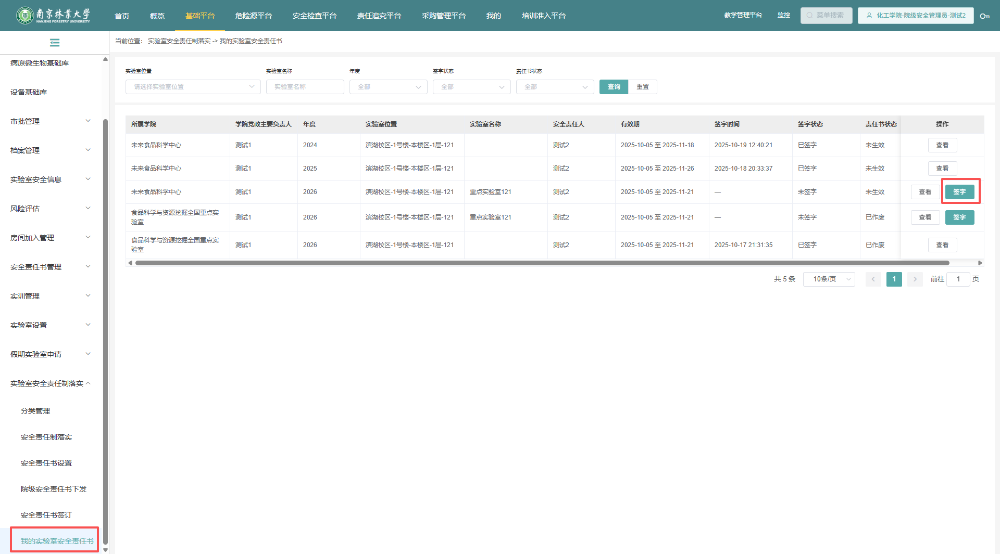 南京林業大學
NANJING FORESTRY UNIVERSITY
首页
概览
基础平台
危险源平台
安全检查平台
责任追究平台
采购管理平台
我的
培训准入平台
教学管理平台
监控
菜单搜索
化工学院-院级安全管理员-测试2
病原微生物基础库
设备基础库
审批管理
档案管理
实验室安全信息
风险评估
房间加入管理
安全责任书管理
实训管理
实验室设置
假期实验室申请
实验室安全责任制落实
分类管理
安全责任制落实
安全责任书设置
院级安全责任书下发
安全责任书签订
我的实验室安全责任书
当前位置: 实验室安全责任制落实 -> 我的实验室安全责任书
实验室位置 实验室名称 年度 签字状态 责任书状态
请选择实验室位置 实验室名称 全部 全部 全部 查询 重置
所属学院 学院党政主要负责人 年度 实验室位置 实验室名称 安全责任人 有效期 签字时间 签字状态 责任书状态 操作
未来食品科学中心 测试1 2024 滨湖校区-1号楼-本楼区-1层-121 测试2 2025-10-05 至 2025-11-18 2025-10-19 12:40:21 已签字 未生效 查看
未来食品科学中心 测试1 2025 滨湖校区-1号楼-本楼区-1层-121 测试2 2025-10-05 至 2025-11-26 2025-10-18 20:33:37 已签字 未生效 查看
未来食品科学中心 测试1 2026 滨湖校区-1号楼-本楼区-1层-121 重点实验室121 测试2 2025-10-05 至 2025-11-21 — 未签字 未生效 查看 签字
食品科学与资源挖掘全国重点实
验室 测试1 2026 滨湖校区-1号楼-本楼区-1层-121 重点实验室121 测试2 2025-10-05 至 2025-11-21 — 未签字 已作废 查看 签字
食品科学与资源挖掘全国重点实
验室 测试1 2026 滨湖校区-1号楼-本楼区-1层-121 测试2 2025-10-05 至 2025-11-21 2025-10-17 21:31:35 已签字 已作废 查看
共 5 条 10条/页 1 前往 1 页